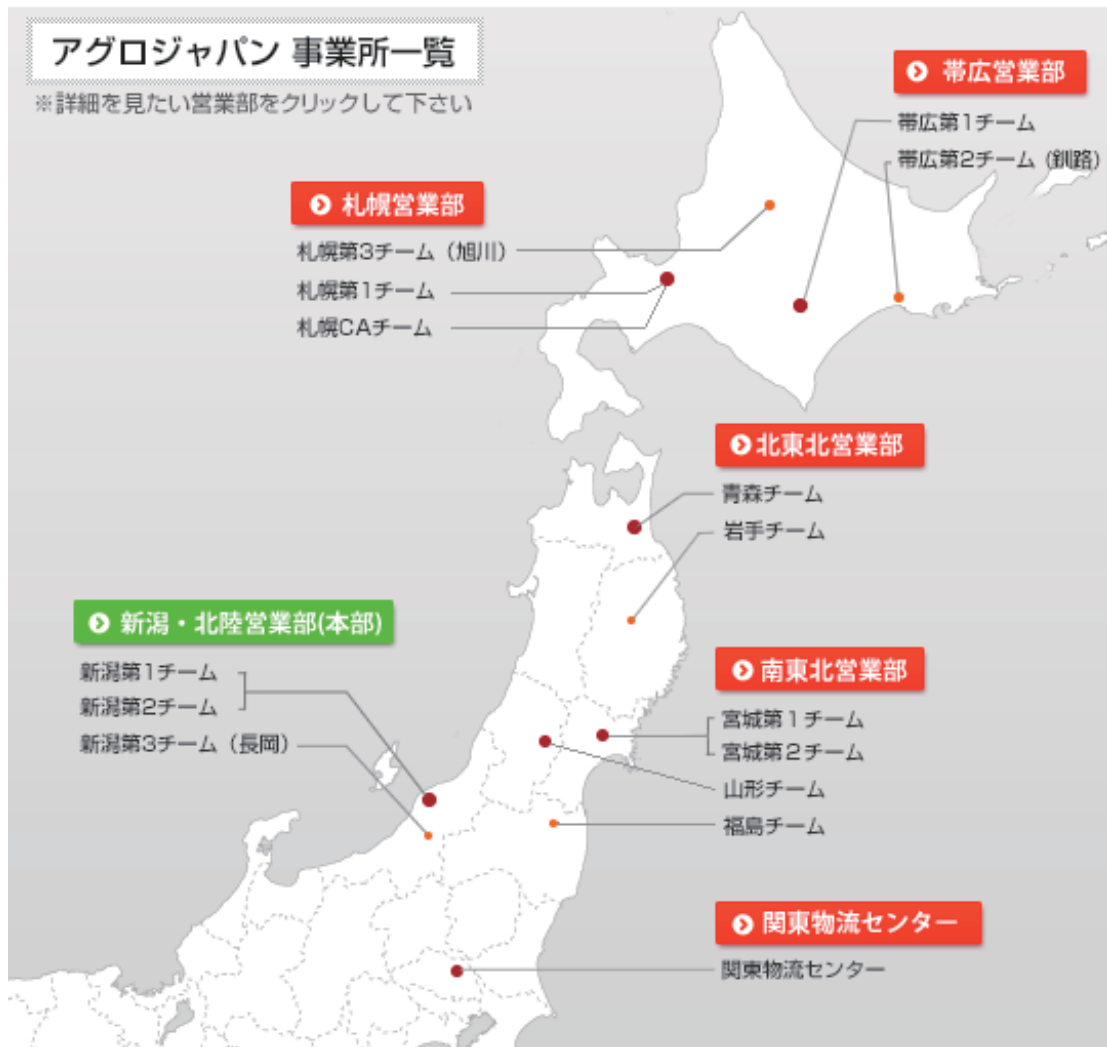 アグロジャパン 事業所一覧
※詳細を見たい営業部をクリックして下さい
帯広営業部
帯広第1チーム
帯広第2チーム (釧路)
札幌営業部
札幌第3チーム (旭川)
札幌第1チーム
札幌CAチーム
北東北営業部
青森チーム
岩手チーム
新潟・北陸営業部(本部)
新潟第1チーム
新潟第2チーム
新潟第3チーム (長岡)
南東北営業部
宮城第１チーム
宮城第２チーム
山形チーム
福島チーム
関東物流センター
関東物流センター